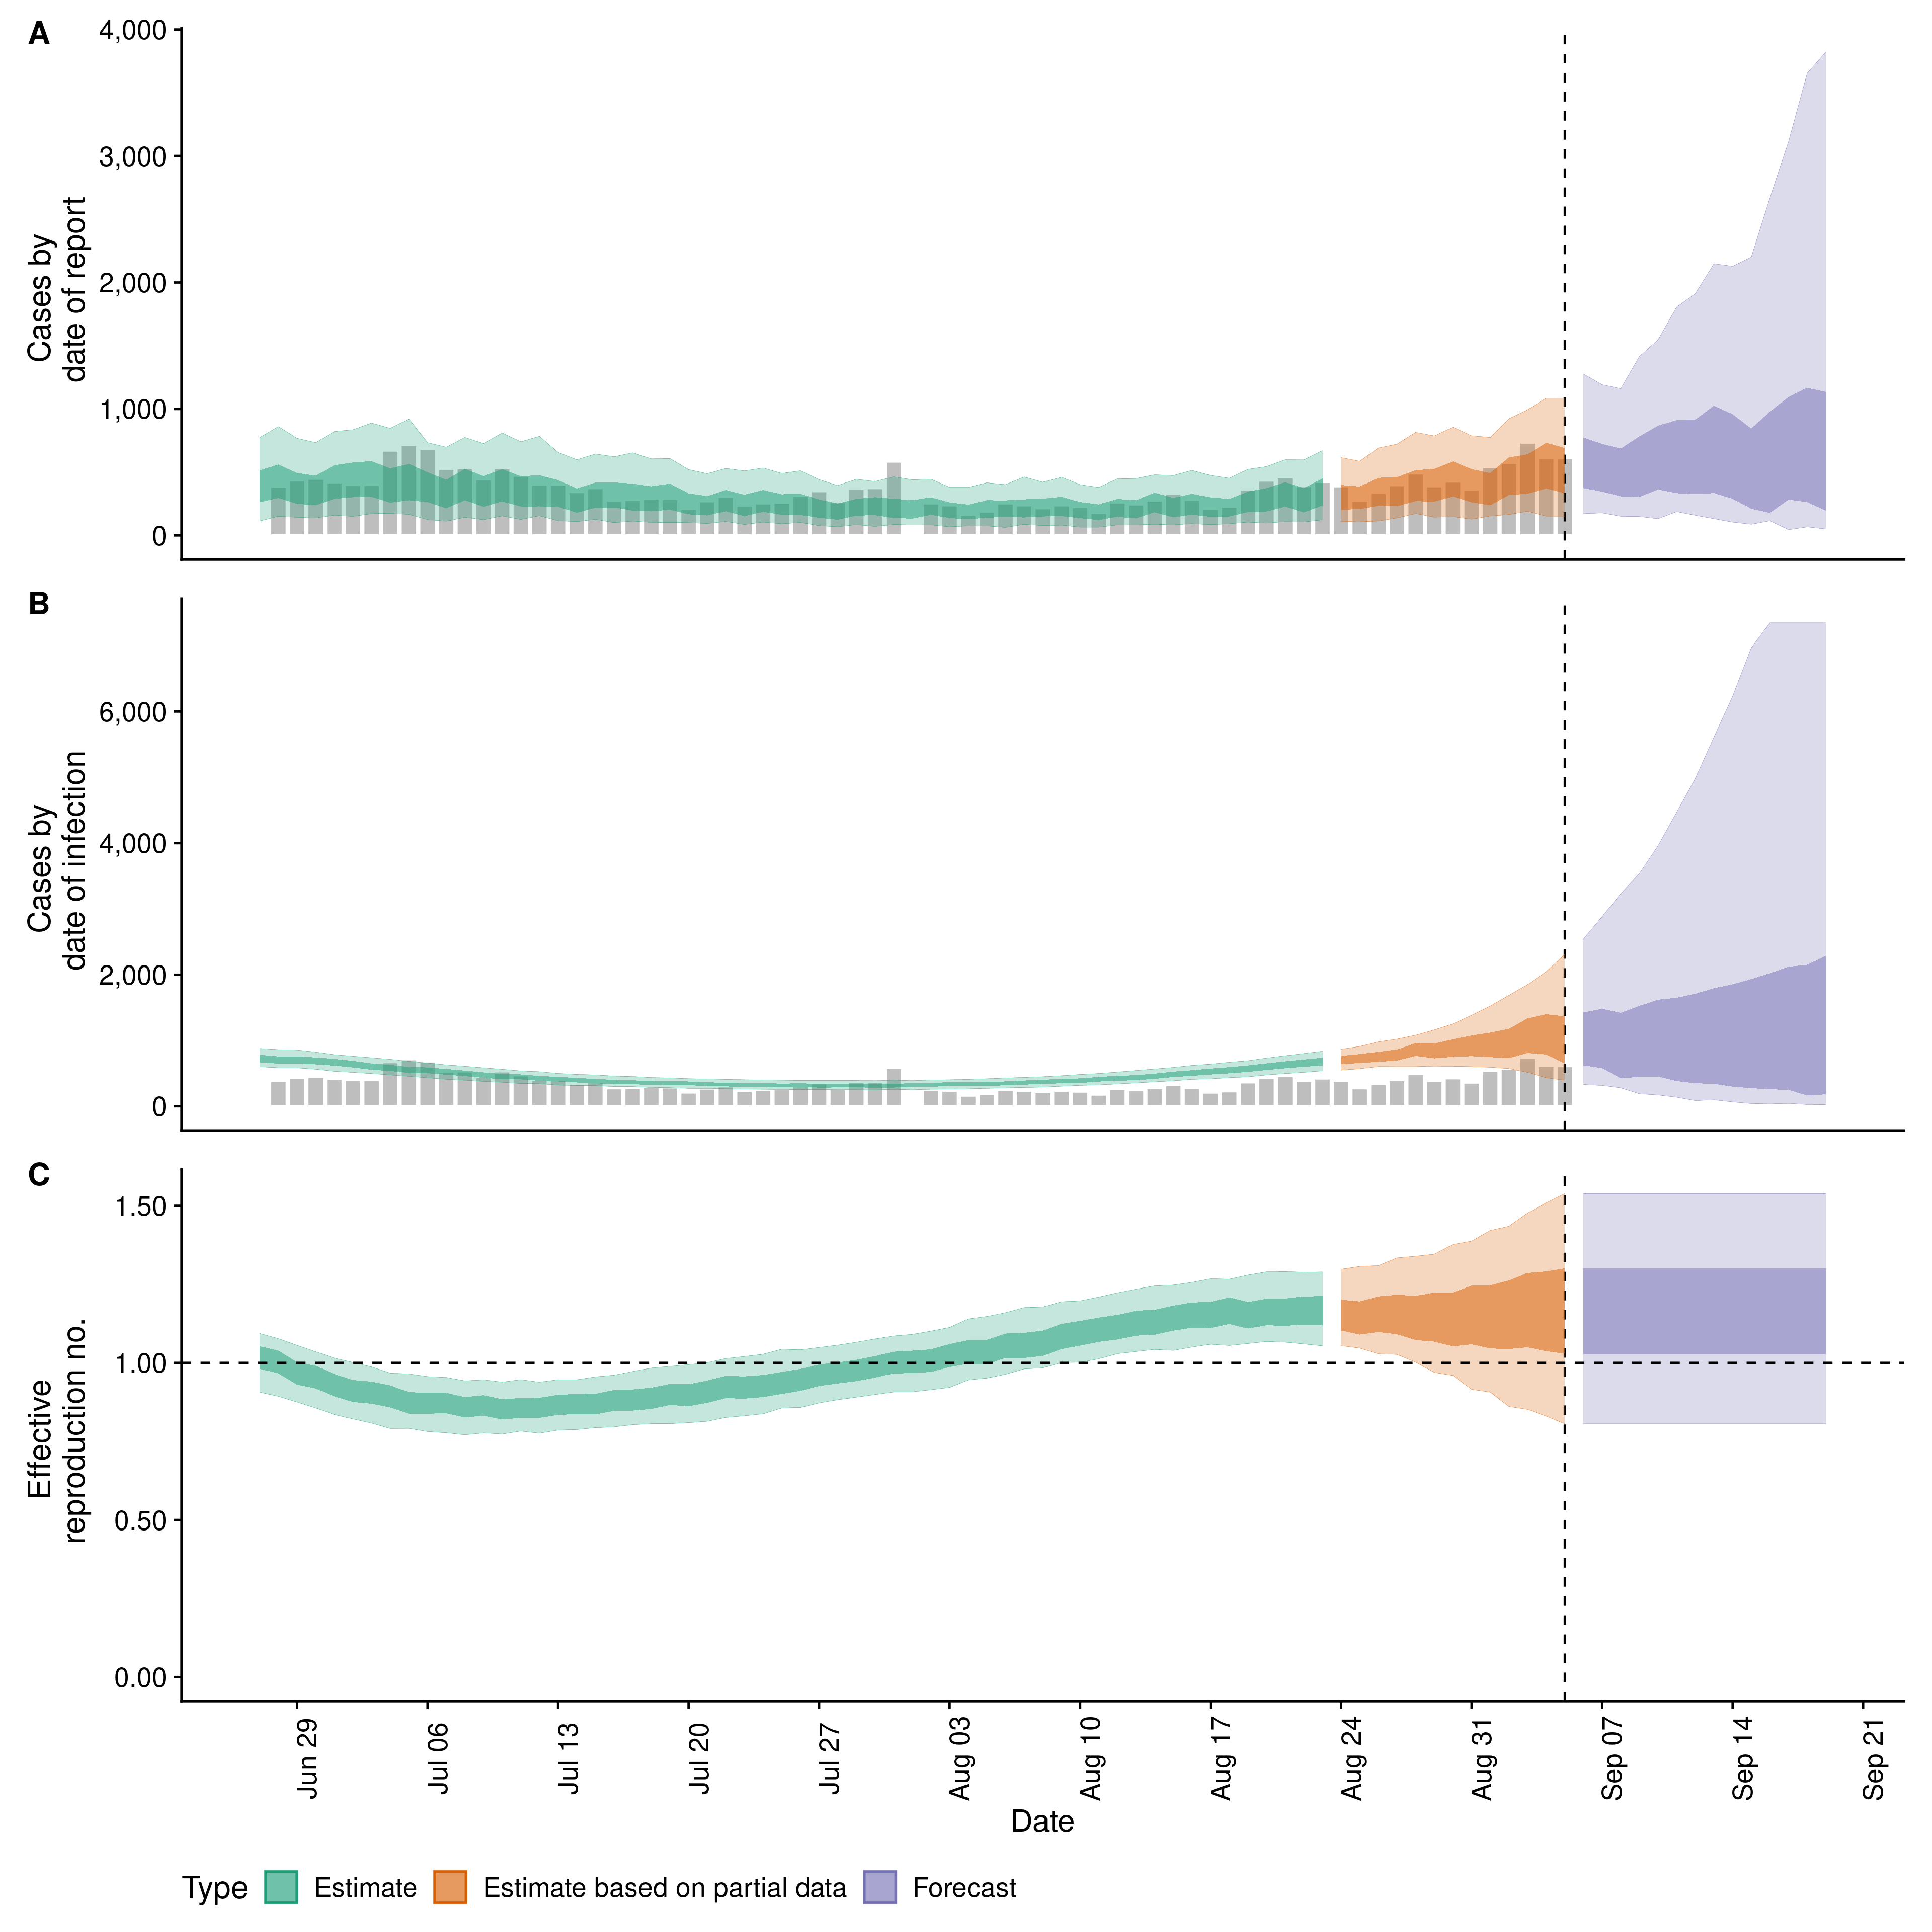 A
4,000
3,000
2,000
1,000
0
Cases by
date of report
B
6,000
4,000
2,000
0
Cases by
date of infection
C
1.50
1.00
0.50
0.00
Effective
reproduction no.
Jun 29
Jul 06
Jul 13
Jul 20
Jul 27
Aug 03
Aug 10
Aug 17
Aug 24
Aug 31
Sep 07
Sep 14
Sep 21
Date
Type Estimate Estimate based on partial data Forecast